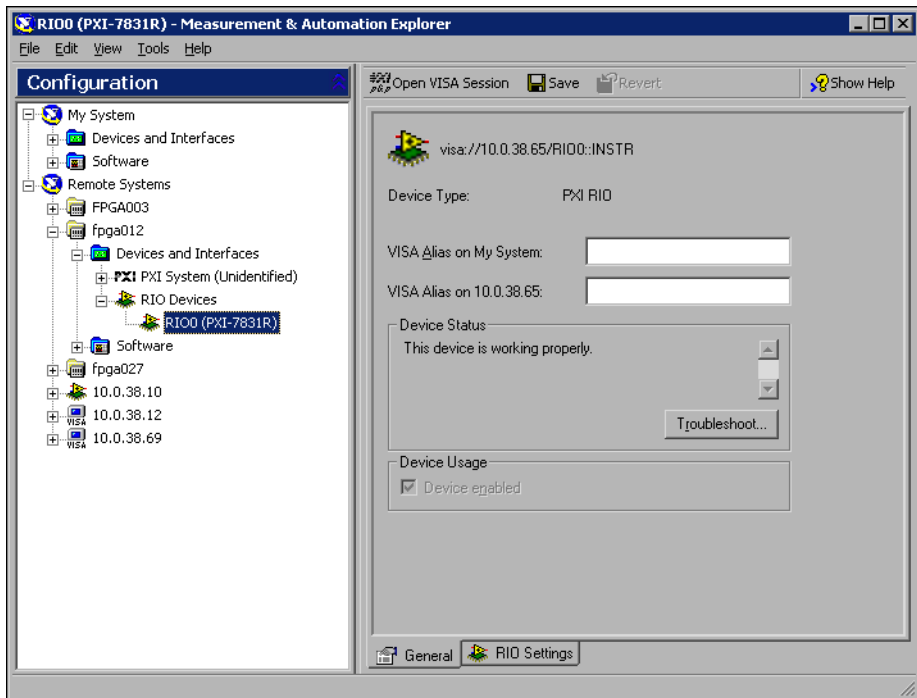 RIO0 (PXI-7831R) - Measurement & Automation Explorer
File Edit View Tools Help
Configuration
My System
Devices and Interfaces
Software
Remote Systems
FPGA003
fpga012
Devices and Interfaces
PXI PXI System (Unidentified)
RIO Devices
RIO0 (PXI-7831R)
Software
fpga027
10.0.38.10
VISA 10.0.38.12
VISA 10.0.38.69
Open VISA Session Save Revert Show Help
visa://10.0.38.65/RIO0::INSTR
Device Type: PXI RIO
VISA Alias on My System:
VISA Alias on 10.0.38.65:
Device Status
This device is working properly.
Troubleshoot...
Device Usage
Device enabled
General RIO Settings